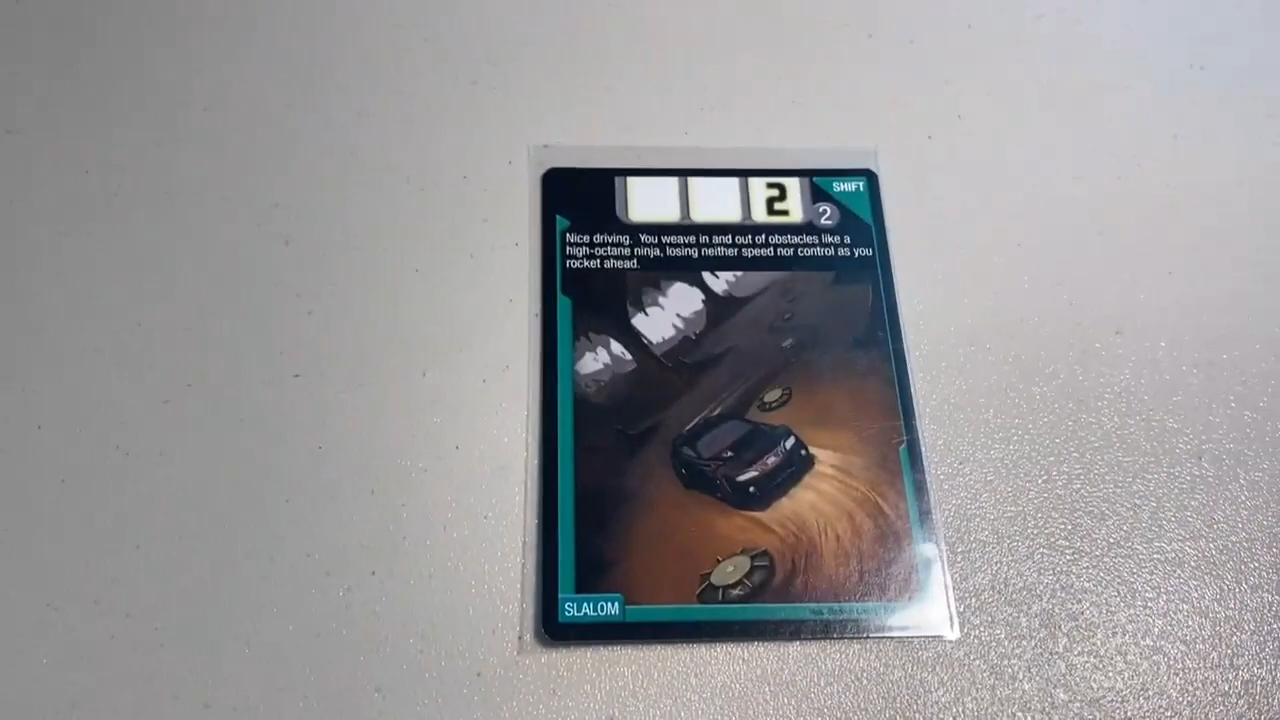 2
SHIFT
2
Nice driving. You weave in and out of obstacles like a
high-octane ninja, losing neither speed nor control as you
rocket ahead.
SLALOM